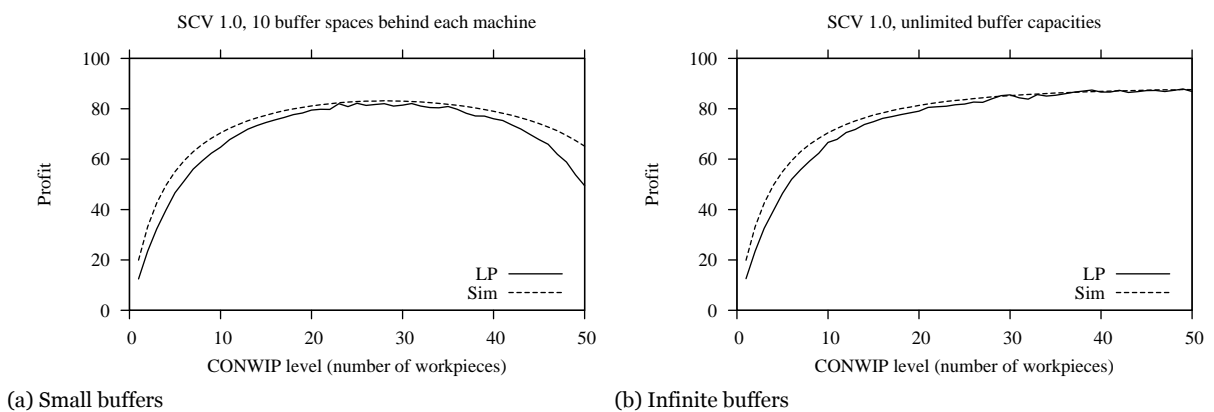 SCV 1.0, 10 buffer spaces behind each machine
100
80
60
40
20
0
Profit
LP
Sim
0 10 20 30 40 50
CONWIP level (number of workpieces)
(a) Small buffers
SCV 1.0, unlimited buffer capacities
100
80
60
40
20
0
Profit
LP
Sim
0 10 20 30 40 50
CONWIP level (number of workpieces)
(b) Infinite buffers